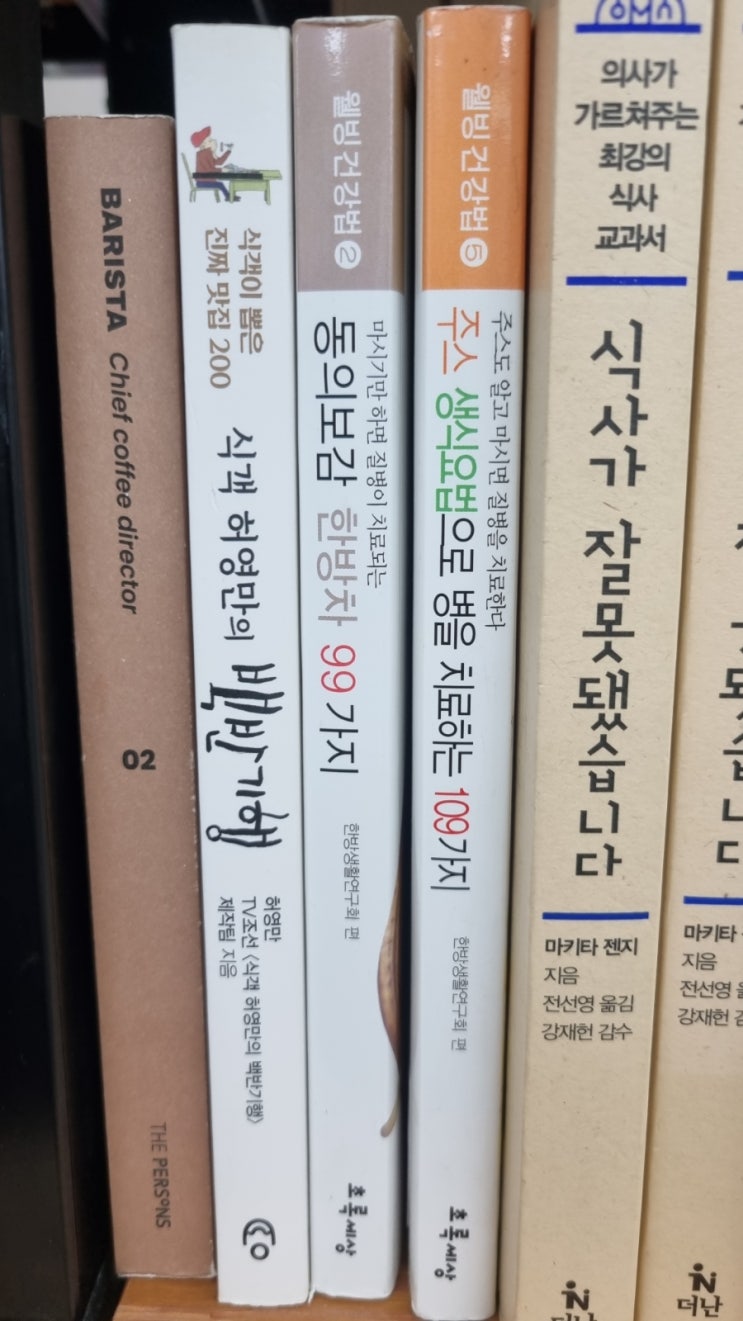 BARISTA Chief coffee director
02
THE PERSONS
식객이 뽑은
진짜 맛집 200
식객 허영만의 백반기행
허영만
TV조선 〈식객 허영만의 백반기행〉
제작팀 지음
웰빙 건강법 2
마시기만 하면 질병이 치료되는
동의보감 한방차 99가지
한방생활연구회 편
초록세상
웰빙 건강법 5
주스도 알고 마시면 질병을 치료한다
주스 생식요법으로 병을 치료하는 109가지
한방생활연구회 편
초록세상
의사가
가르쳐주는
최강의
식사
교과서
식사가 잘못됐습니다
마키타 젠지
지음
전선영 옮김
강재헌 감수
더난
마키타
지음
전선영
강재헌
더난